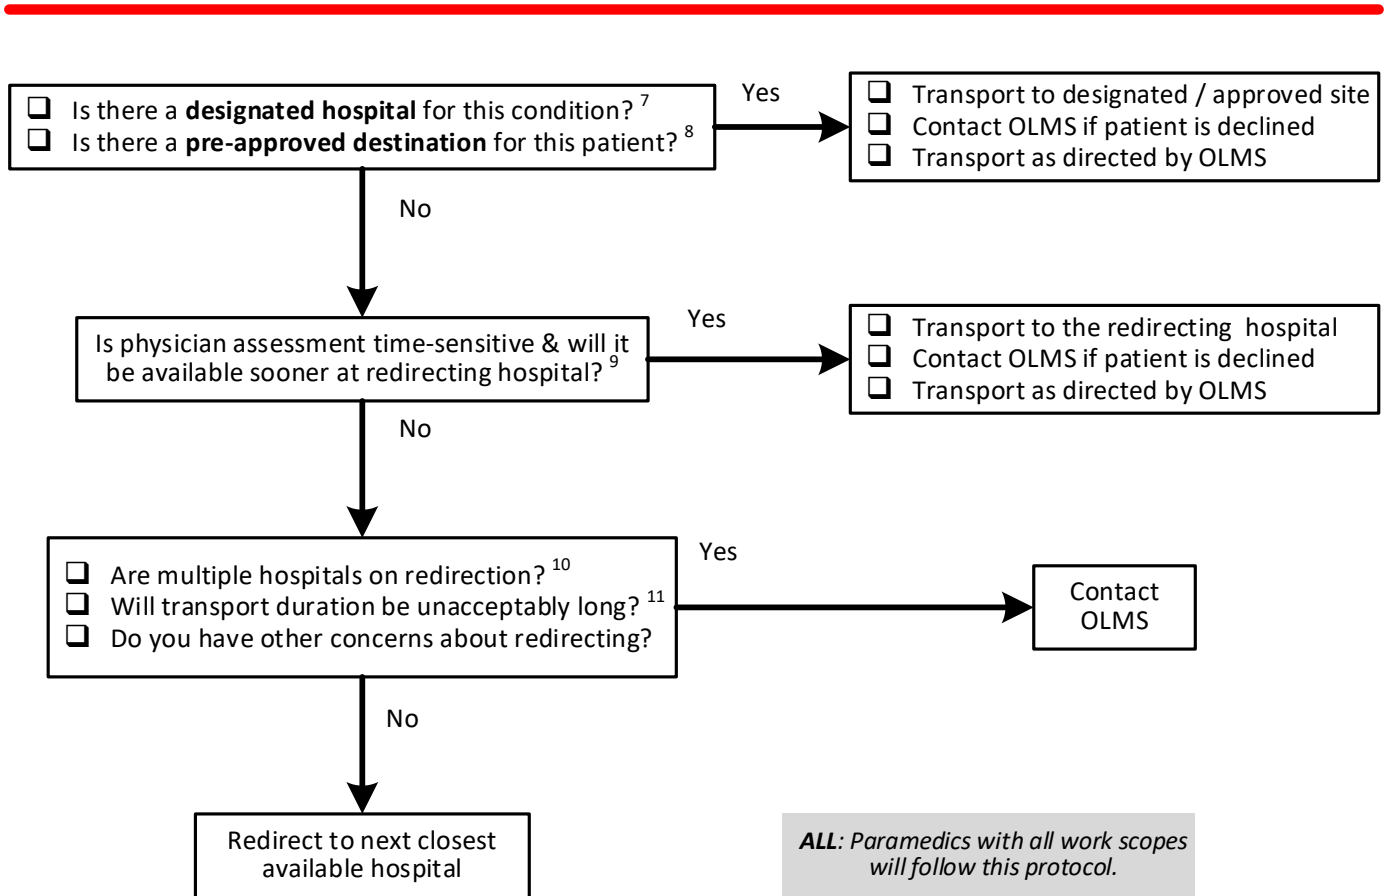 ❑ Is there a designated hospital for this condition? 7
❑ Is there a pre-approved destination for this patient? 8
Yes
❑ Transport to designated / approved site
❑ Contact OLMS if patient is declined
❑ Transport as directed by OLMS
No
Is physician assessment time-sensitive & will it
be available sooner at redirecting hospital? 9
Yes
❑ Transport to the redirecting hospital
❑ Contact OLMS if patient is declined
❑ Transport as directed by OLMS
No
❑ Are multiple hospitals on redirection? 10
❑ Will transport duration be unacceptably long? 11
❑ Do you have other concerns about redirecting?
Yes
Contact
OLMS
No
Redirect to next closest
available hospital
ALL: Paramedics with all work scopes
will follow this protocol.